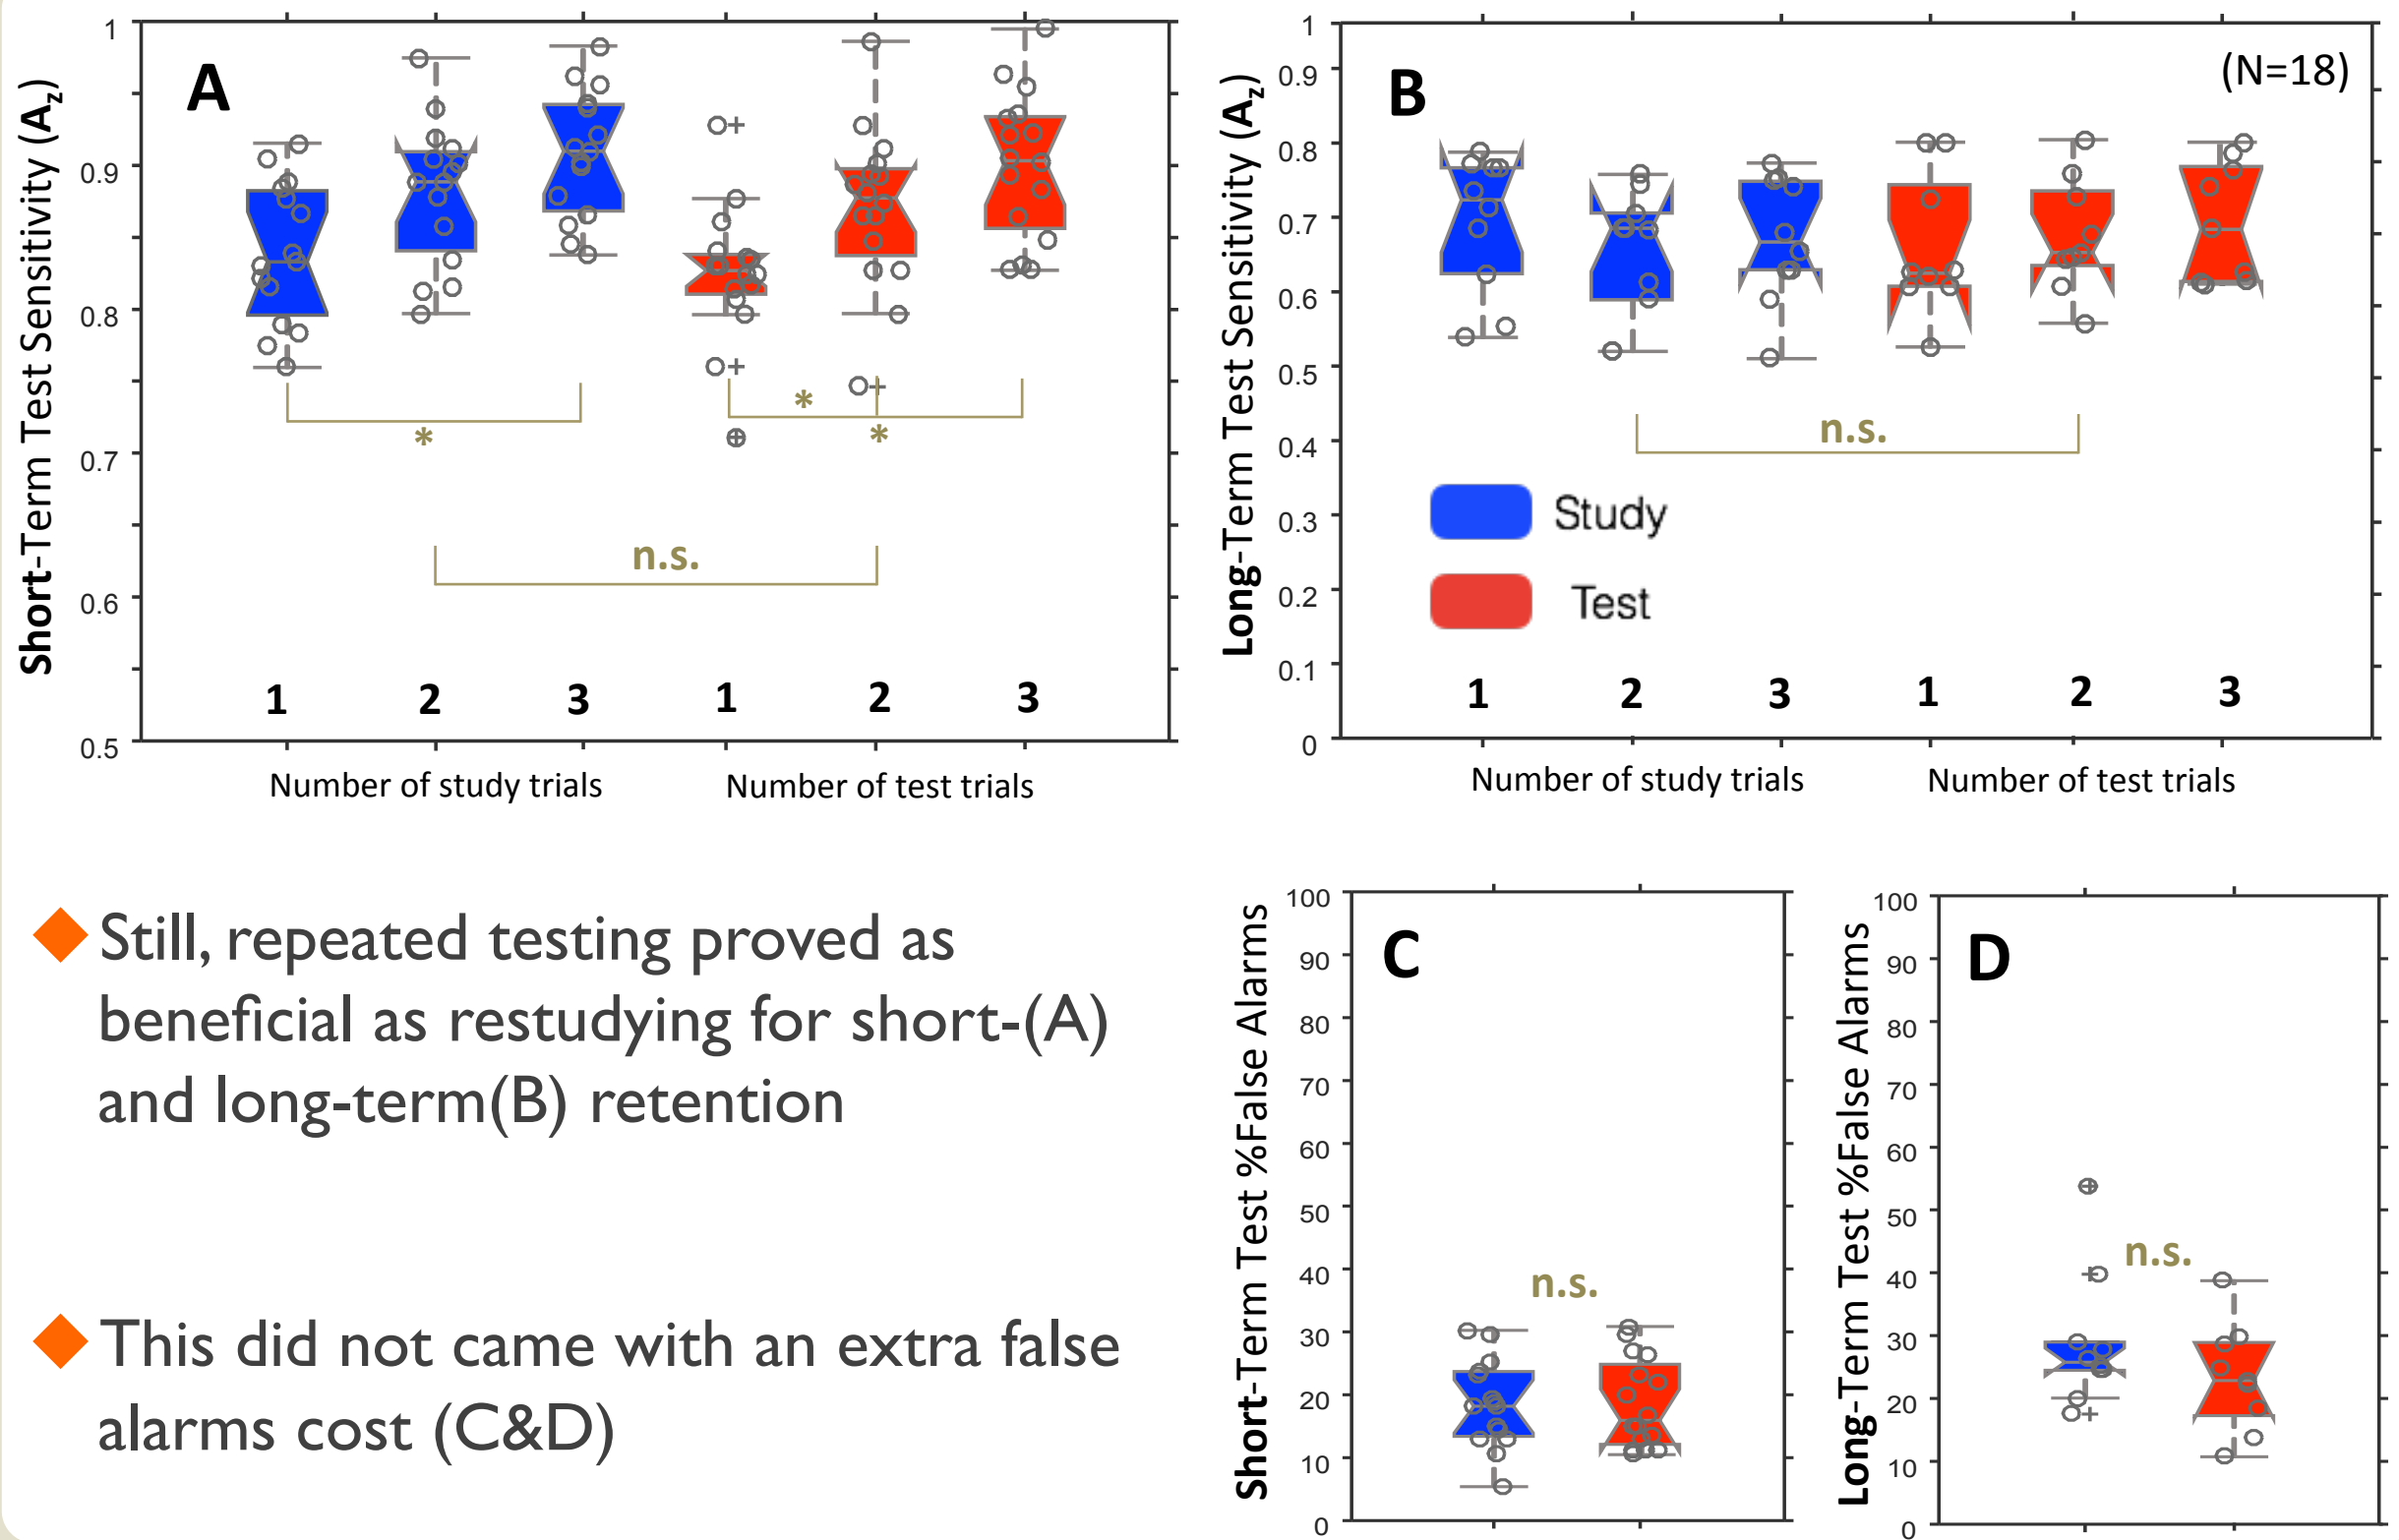 A
Short-Term Test Sensitivity (Az)
1
0.9
0.8
0.7
0.6
0.5
*
*
*
n.s.
1 2 3 1 2 3
Number of study trials Number of test trials
B
(N=18)
Long-Term Test Sensitivity (Az)
1
0.9
0.8
0.7
0.6
0.5
0.4
0.3
0.2
0.1
0
n.s.
Study
Test
1 2 3 1 2 3
Number of study trials Number of test trials
Still, repeated testing proved as
beneficial as restudying for short-(A)
and long-term(B) retention
This did not came with an extra false
alarms cost (C&D)
C
Short-Term Test %False Alarms
100
90
80
70
60
50
40
30
20
10
0
n.s.
D
Long-Term Test %False Alarms
100
90
80
70
60
50
40
30
20
10
0
n.s.